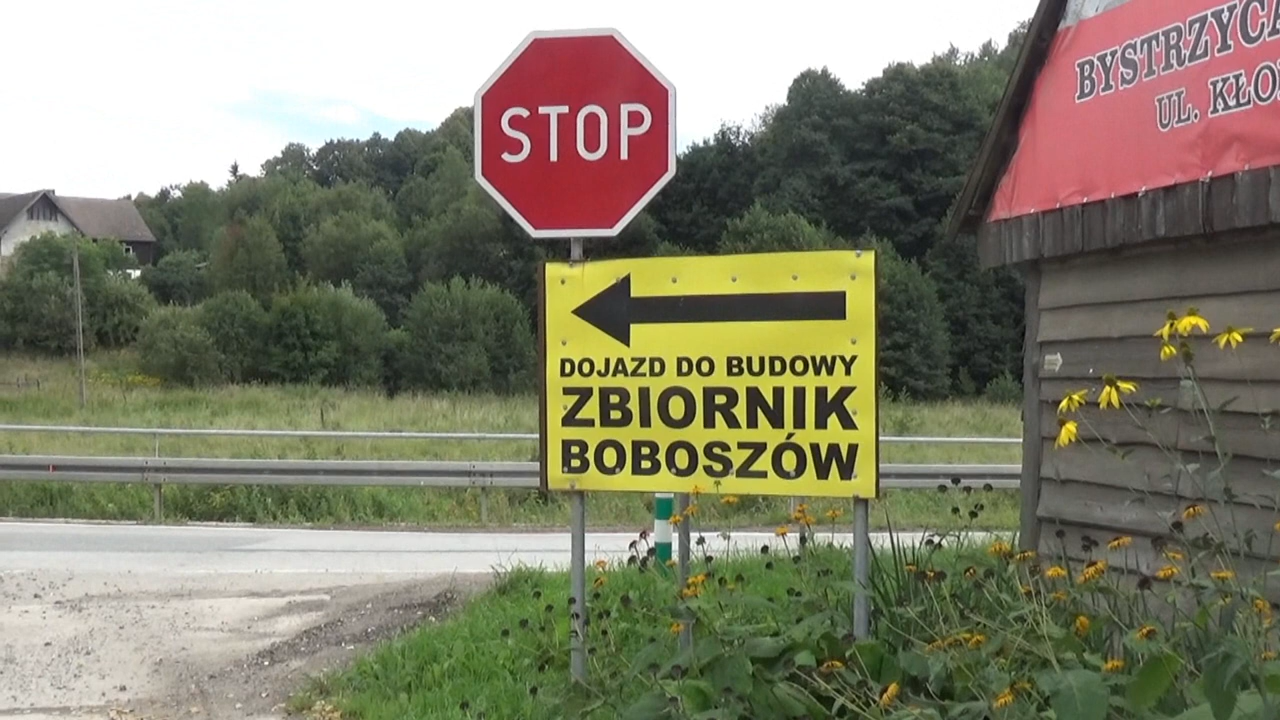 STOP
DOJAZD DO BUDOWY
ZBIORNIK
BOBOSZÓW
BYSTRZYCA
UL. KŁO